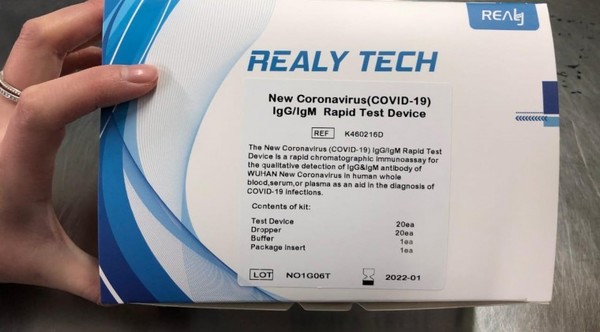 REALY
REALY TECH
New Coronavirus(COVID-19)
IgG/IgM Rapid Test Device
REF K460216D
The New Coronavirus (COVID-19) IgG/IgM Rapid Test
Device is a rapid chromatographic immunoassay for
the qualitative detection of IgG&IgM antibody of
WUHAN New Coronavirus in human whole
blood,serum,or plasma as an aid in the diagnosis of
COVID-19 infections.
Contents of kit:
Test Device 20ea
Dropper 20ea
Buffer 1ea
Package insert 1ea
LOT NO1G06T 2022-01